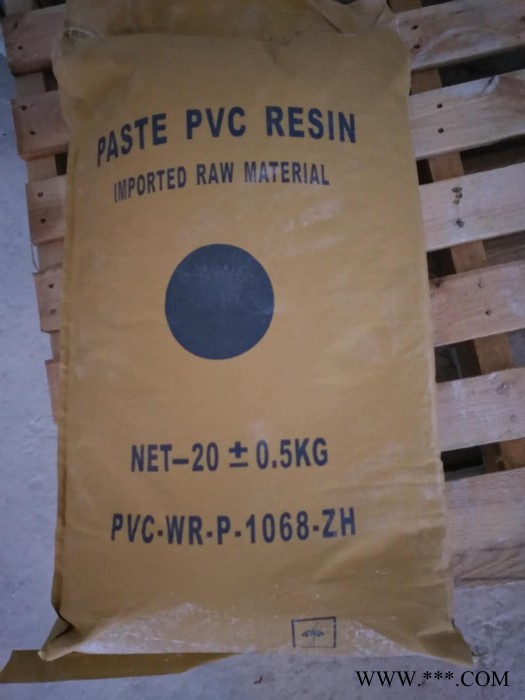 PASTE PVC RESIN
IMPORTED RAW MATERIAL
NET-20 ± 0.5KG
PVC-WR-P-1068-ZH
WWW.***.COM